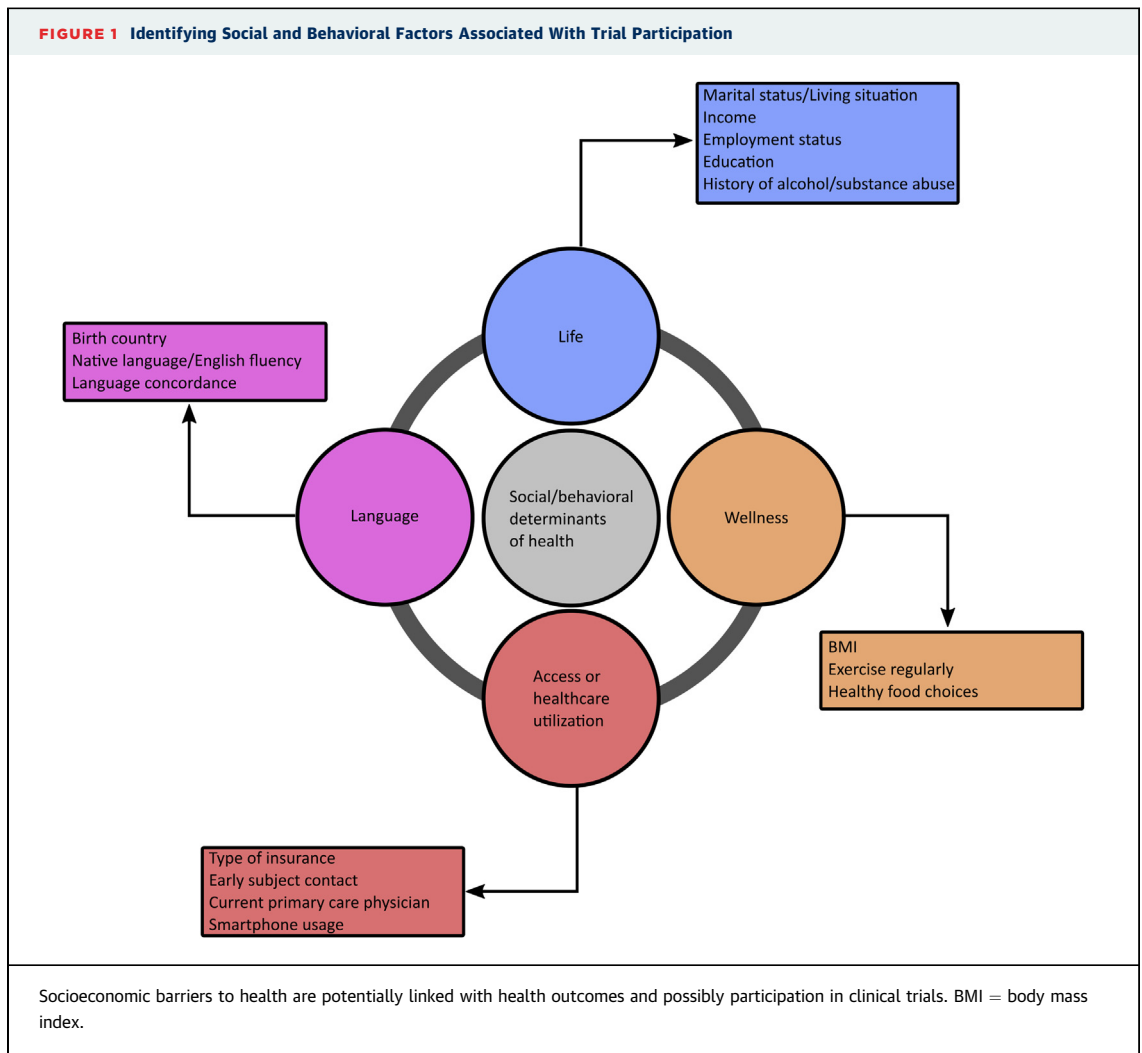 FIGURE 1 Identifying Social and Behavioral Factors Associated With Trial Participation
Marital status/Living situation
Income
Employment status
Education
History of alcohol/substance abuse
Life
Birth country
Native language/English fluency
Language concordance
Language
Social/behavioral
determinants
of health
Wellness
BMI
Exercise regularly
Healthy food choices
Access or
healthcare
utilization
Type of insurance
Early subject contact
Current primary care physician
Smartphone usage
Socioeconomic barriers to health are potentially linked with health outcomes and possibly participation in clinical trials. BMI = body mass
index.